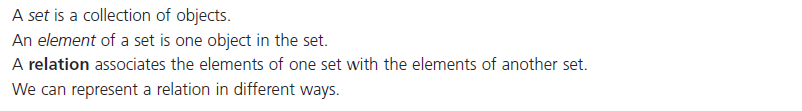 A set is a collection of objects.
An element of a set is one object in the set.
A relation associates the elements of one set with the elements of another set.
We can represent a relation in different ways.